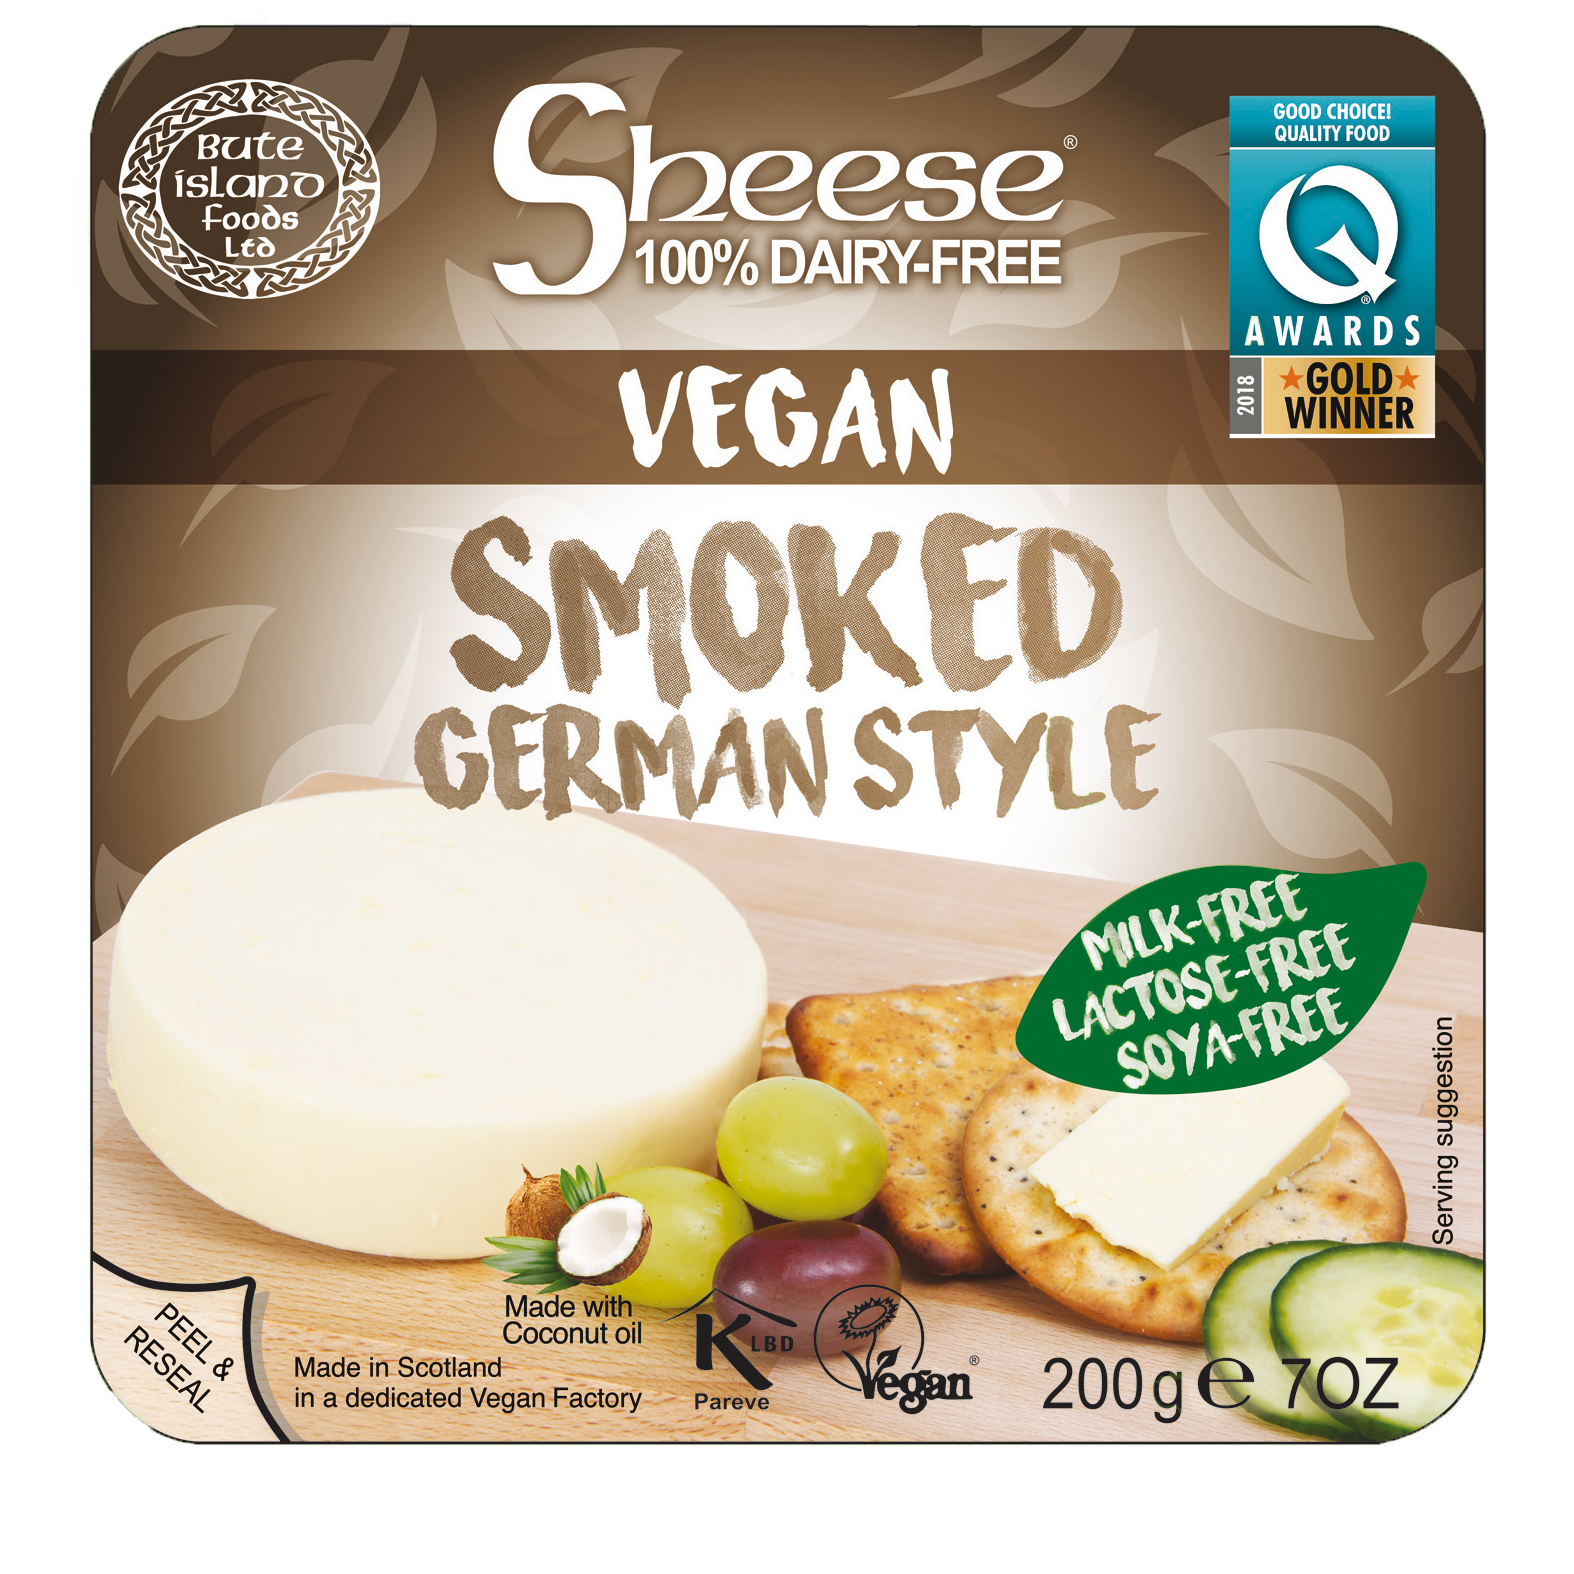 Bute
island
foods
Ltd
Sheese®
100% DAIRY-FREE
GOOD CHOICE!
QUALITY FOOD
Q®
AWARDS
2018
GOLD
WINNER
VEGAN
SMOKED
GERMAN STYLE
MILK-FREE
LACTOSE-FREE
SOYA-FREE
Serving suggestion
PEEL &
RESEAL
Made with
Coconut oil
Made in Scotland
in a dedicated Vegan Factory
K LBD
Pareve
Vegan®
200g e 7OZ